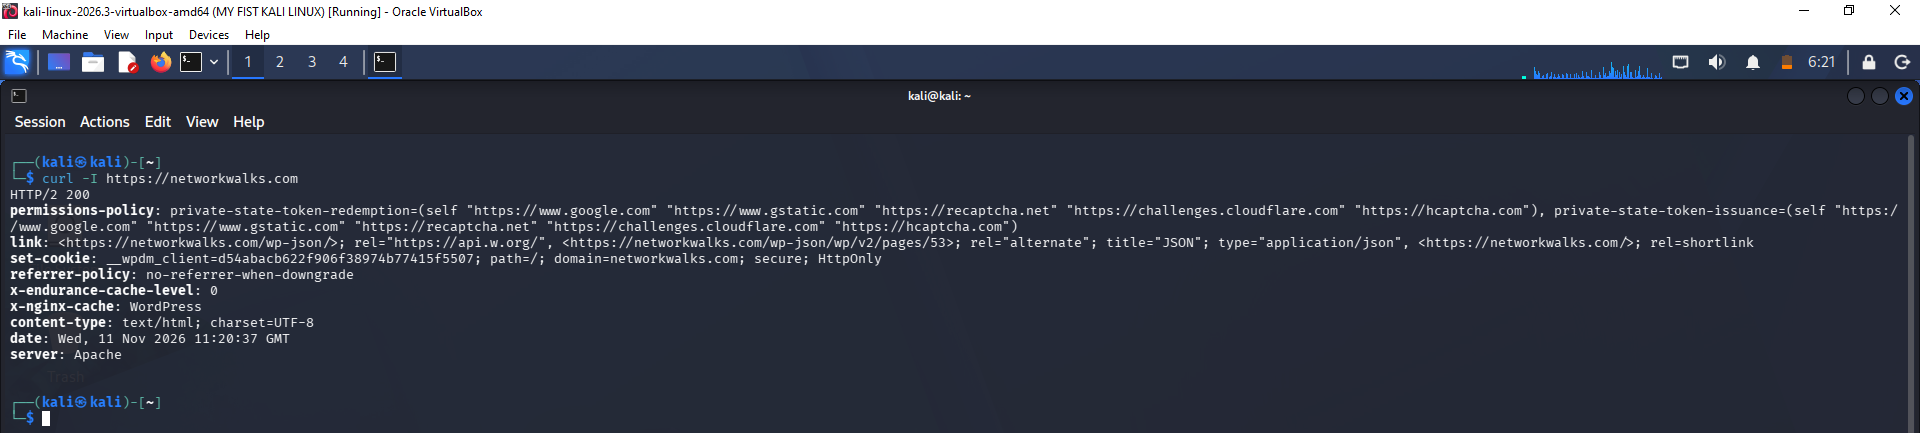 kali-linux-2026.3-virtualbox-amd64 (MY FIST KALI LINUX) [Running] - Oracle VirtualBox
File Machine View Input Devices Help
1 2 3 4 6:21
kali@kali: ~
Session Actions Edit View Help
┌──(kali㉿kali)-[~]
└─$ curl -I https://networkwalks.com
HTTP/2 200
permissions-policy: private-state-token-redemption=(self "https://www.google.com" "https://www.gstatic.com" "https://recaptcha.net" "https://challenges.cloudflare.com" "https://hcaptcha.com"), private-state-token-issuance=(self "https:/
/www.google.com" "https://www.gstatic.com" "https://recaptcha.net" "https://challenges.cloudflare.com" "https://hcaptcha.com")
link: <https://networkwalks.com/wp-json/>; rel="https://api.w.org/", <https://networkwalks.com/wp-json/wp/v2/pages/53>; rel="alternate"; title="JSON"; type="application/json", <https://networkwalks.com/>; rel=shortlink
set-cookie: __wpdm_client=d54abacb622f906f38974b77415f5507; path=/; domain=networkwalks.com; secure; HttpOnly
referrer-policy: no-referrer-when-downgrade
x-endurance-cache-level: 0
x-nginx-cache: WordPress
content-type: text/html; charset=UTF-8
date: Wed, 11 Nov 2026 11:20:37 GMT
server: Apache
Trash
┌──(kali㉿kali)-[~]
└─$